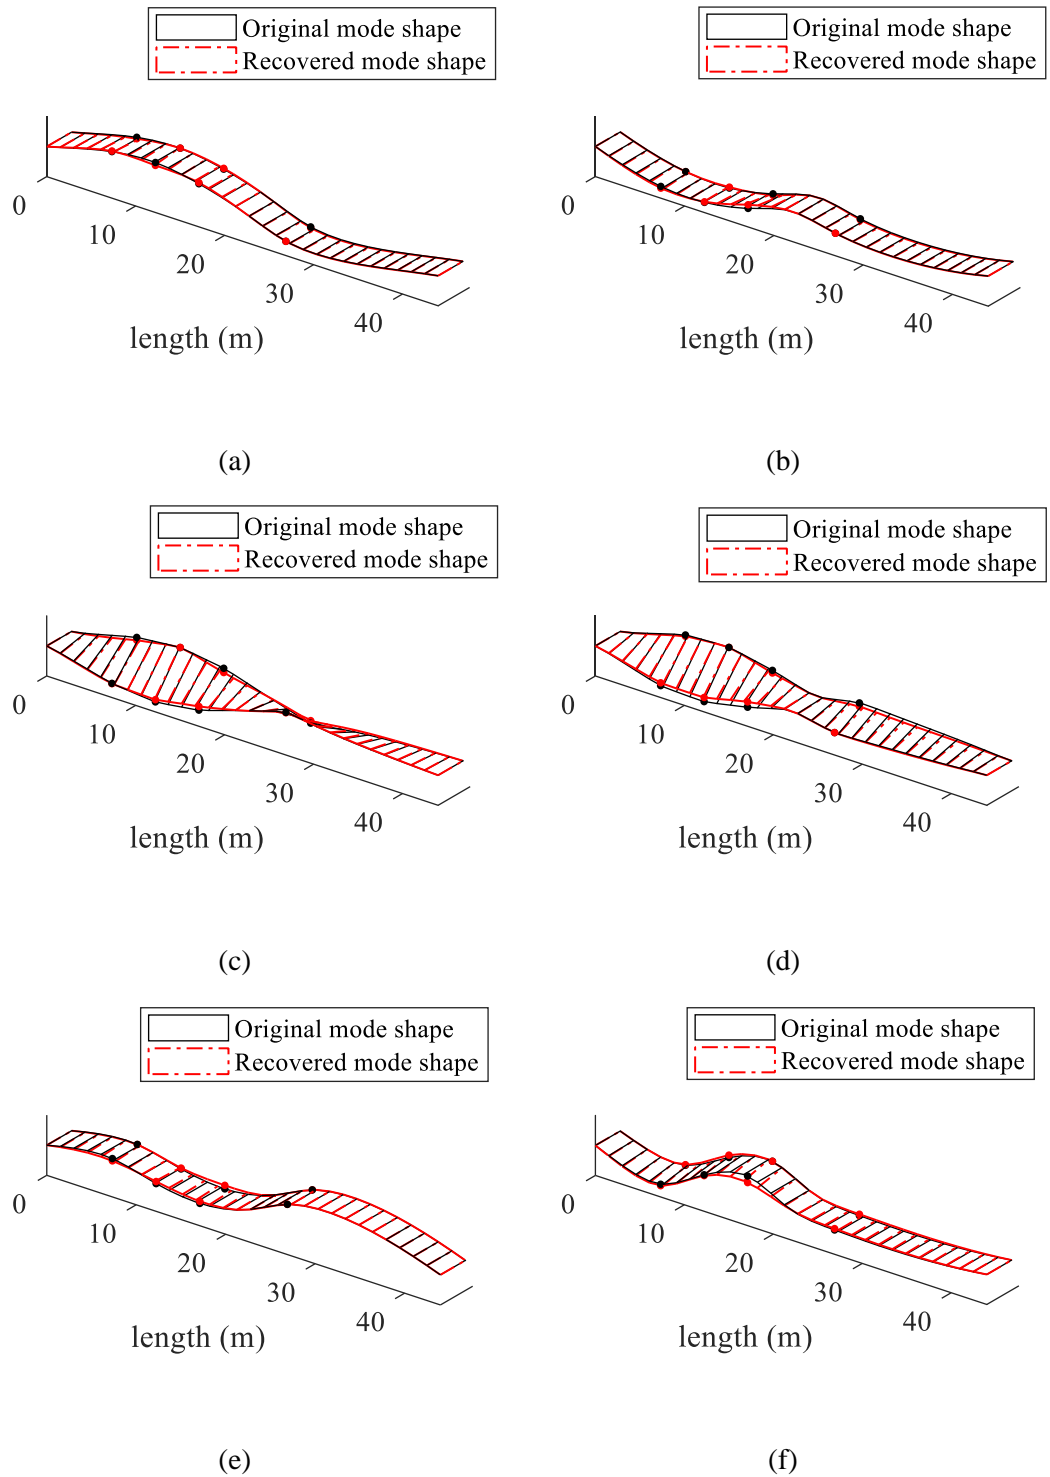 Original mode shape
Recovered mode shape
0
10
20
30
40
length (m)
(a)
Original mode shape
Recovered mode shape
0
10
20
30
40
length (m)
(b)
Original mode shape
Recovered mode shape
0
10
20
30
40
length (m)
(c)
Original mode shape
Recovered mode shape
0
10
20
30
40
length (m)
(d)
Original mode shape
Recovered mode shape
0
10
20
30
40
length (m)
(e)
Original mode shape
Recovered mode shape
0
10
20
30
40
length (m)
(f)